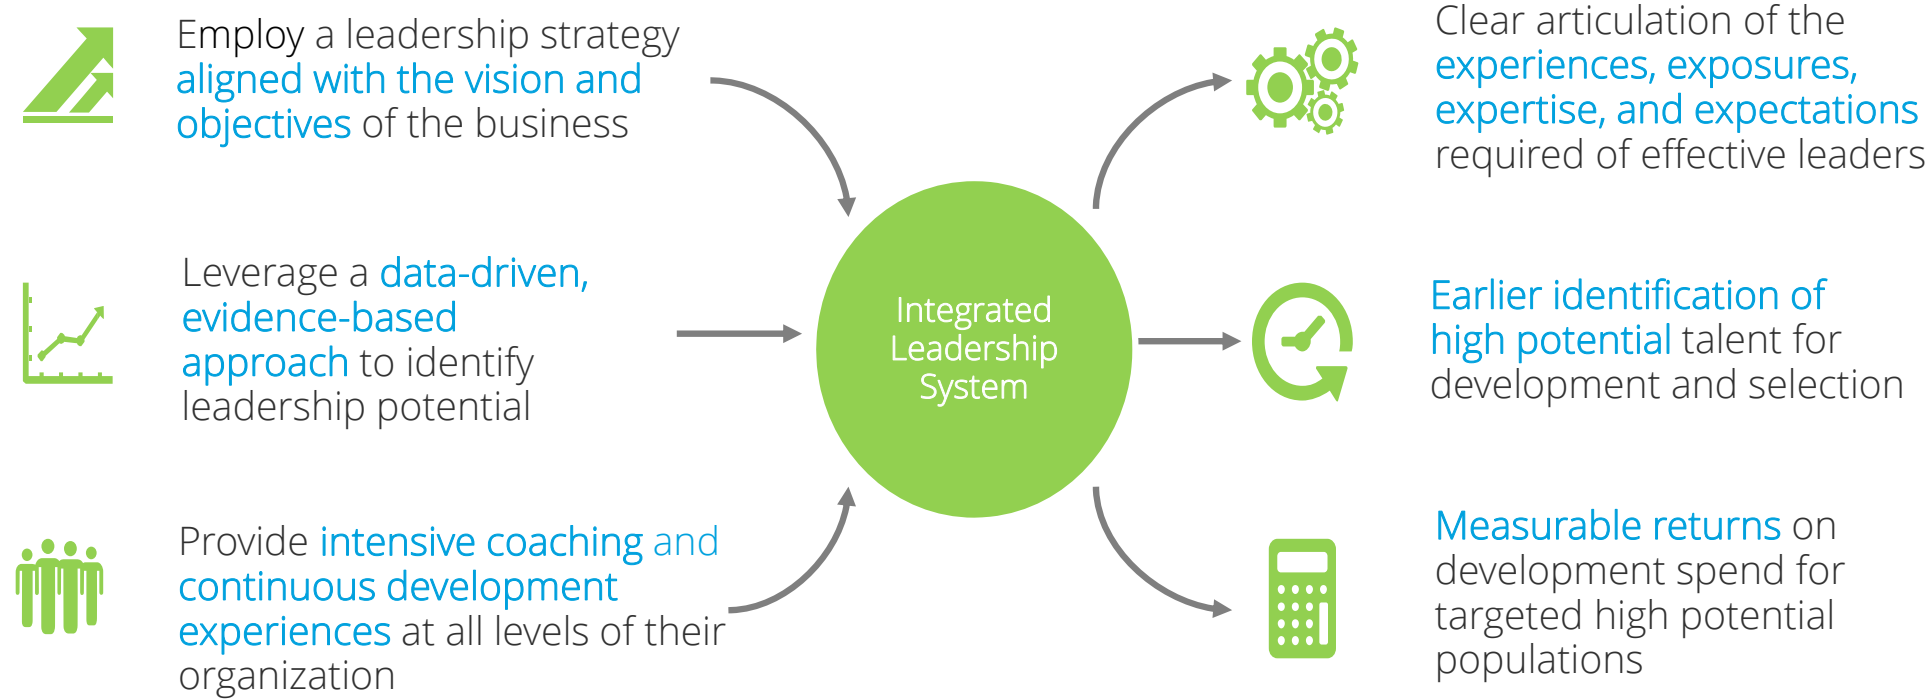 Employ a leadership strategy
aligned with the vision and
objectives of the business
Leverage a data-driven,
evidence-based
approach to identify
leadership potential
Provide intensive coaching and
continuous development
experiences at all levels of their
organization
Integrated
Leadership
System
Clear articulation of the
experiences, exposures,
expertise, and expectations
required of effective leaders
Earlier identification of
high potential talent for
development and selection
Measurable returns on
development spend for
targeted high potential
populations